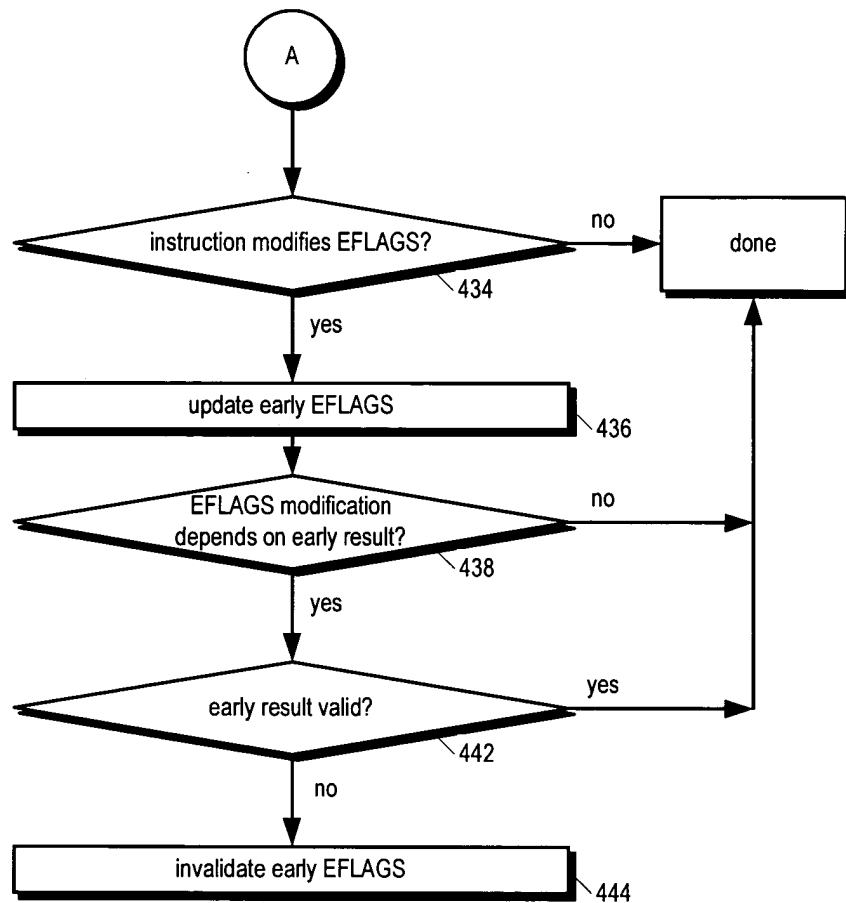 A
instruction modifies EFLAGS?
no
done
434
yes
update early EFLAGS
436
EFLAGS modification
depends on early result?
no
438
yes
early result valid?
yes
442
no
invalidate early EFLAGS
444